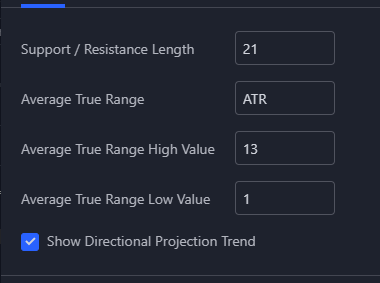 Support / Resistance Length
21
Average True Range
ATR
Average True Range High Value
13
Average True Range Low Value
1
Show Directional Projection Trend